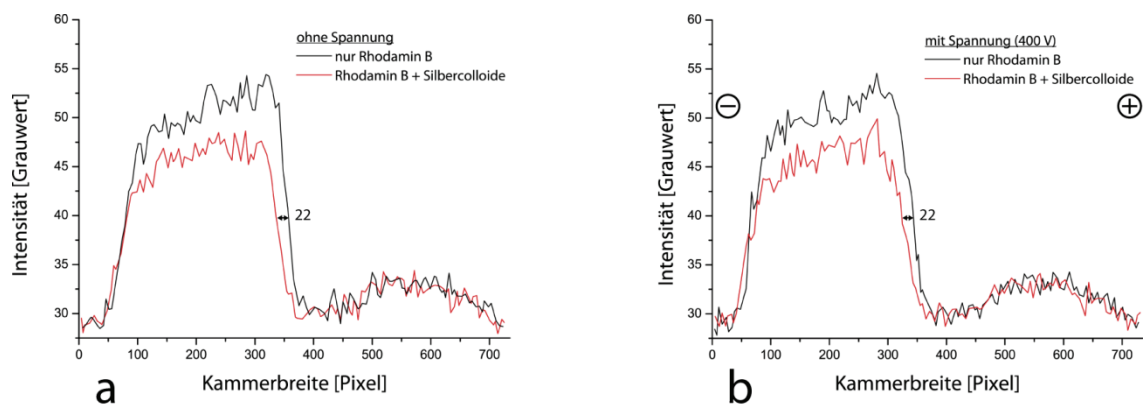 60
55
50
45
40
35
30
Intensität [Grauwert]
ohne Spannung
nur Rhodamin B
Rhodamin B + Silbercolloide
22
0 100 200 300 400 500 600 700
Kammerbreite [Pixel]
a
60
55
50
45
40
35
30
Intensität [Grauwert]
mit Spannung (400 V)
nur Rhodamin B
Rhodamin B + Silbercolloide
− +
22
0 100 200 300 400 500 600 700
Kammerbreite [Pixel]
b